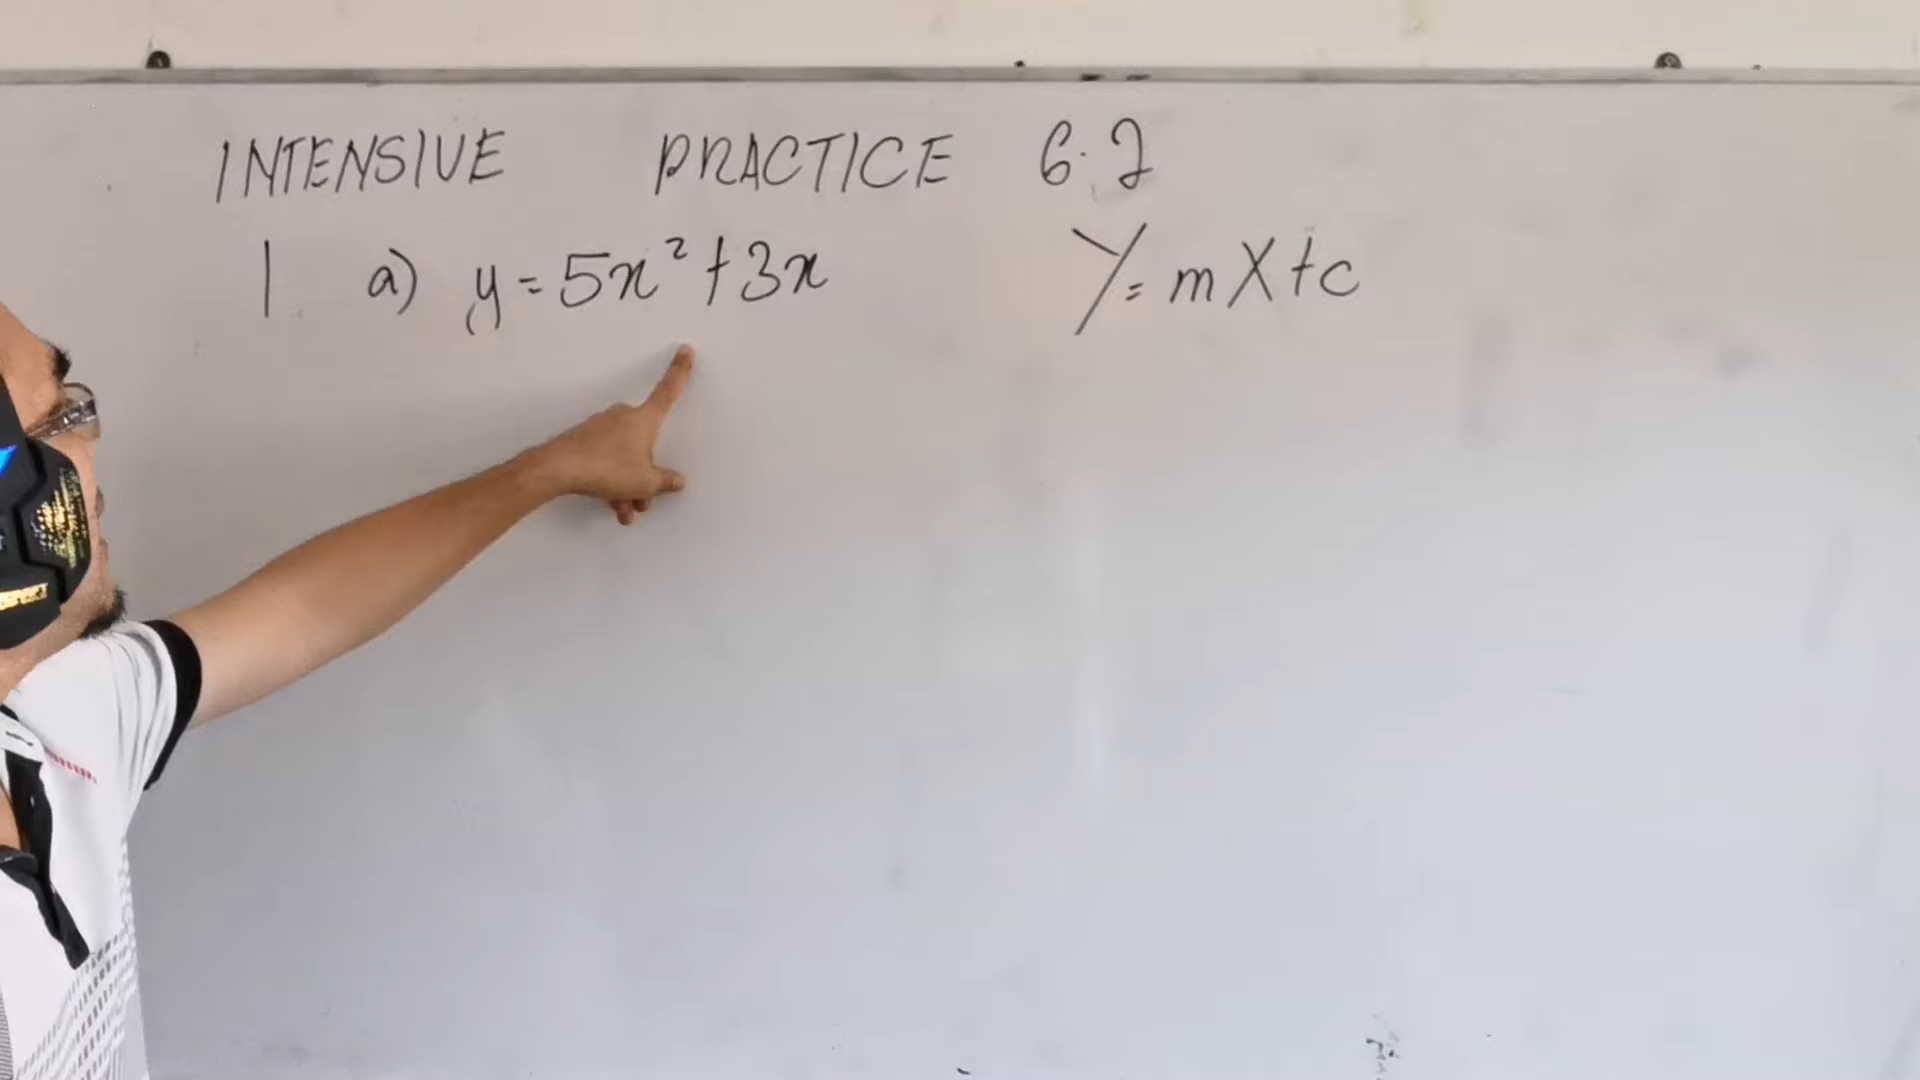 INTENSIVE PRACTICE 6.2
1 a) y = 5x² + 3x Y = mX + c